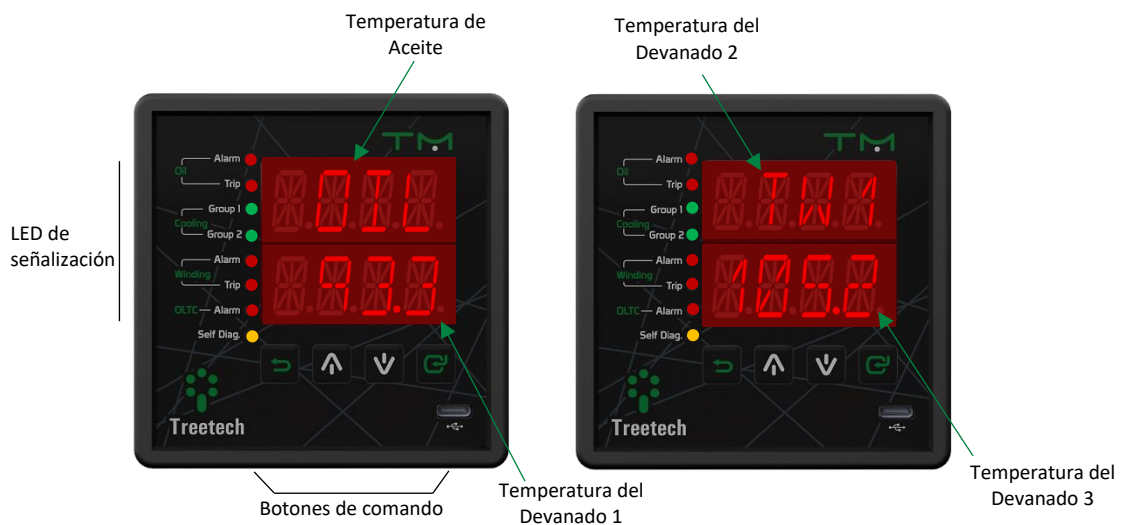 Temperatura de
Aceite
Temperatura del
Devanado 2
LED de
señalización
TM
Alarm
Oil
Trip
Group 1
Cooling
Group 2
Alarm
Winding
Trip
OLTC
Alarm
Self Diag.
OIL
93.3
Treetech
TM
Alarm
Oil
Trip
Group 1
Cooling
Group 2
Alarm
Winding
Trip
OLTC
Alarm
Self Diag.
TW1
105.2
Treetech
Botones de comando
Temperatura del
Devanado 1
Temperatura del
Devanado 3